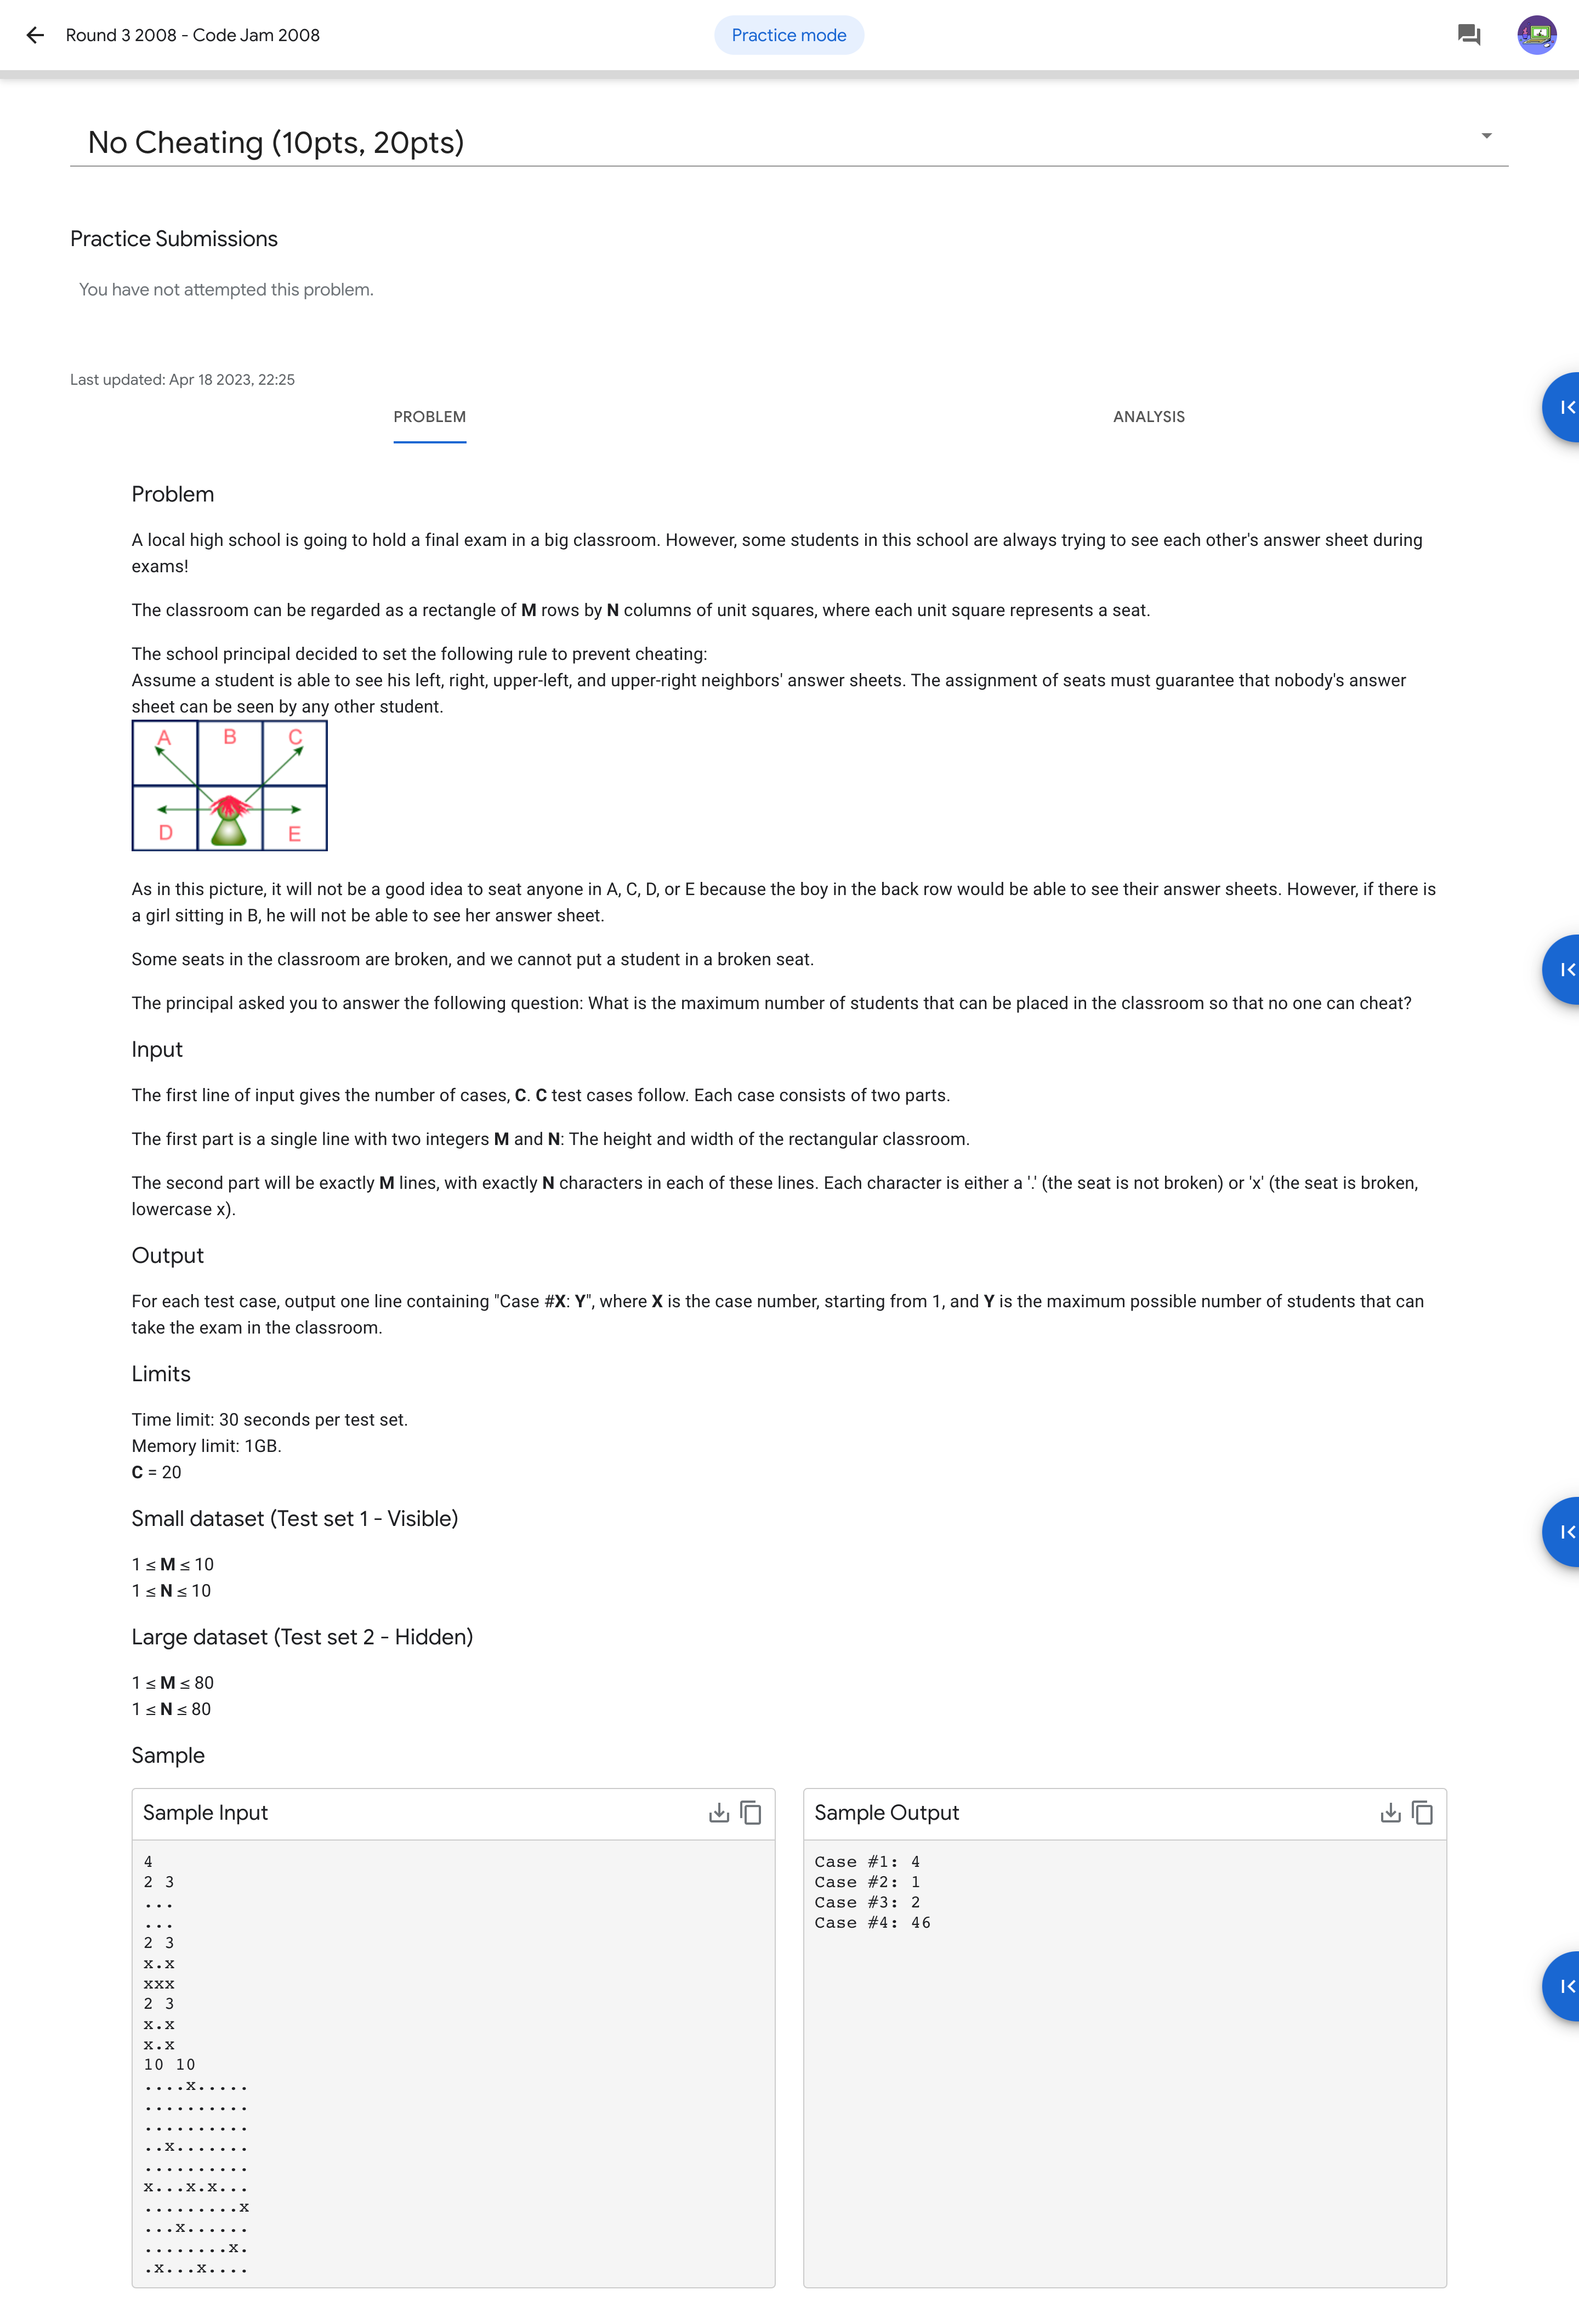 Round 3 2008 - Code Jam 2008
Practice mode
No Cheating (10pts, 20pts)
Practice Submissions
You have not attempted this problem.
Last updated: Apr 18 2023, 22:25
PROBLEM
ANALYSIS
Problem
A local high school is going to hold a final exam in a big classroom. However, some students in this school are always trying to see each other's answer sheet during
exams!
The classroom can be regarded as a rectangle of M rows by N columns of unit squares, where each unit square represents a seat.
The school principal decided to set the following rule to prevent cheating:
Assume a student is able to see his left, right, upper-left, and upper-right neighbors' answer sheets. The assignment of seats must guarantee that nobody's answer
sheet can be seen by any other student.
A B C
D E
As in this picture, it will not be a good idea to seat anyone in A, C, D, or E because the boy in the back row would be able to see their answer sheets. However, if there is
a girl sitting in B, he will not be able to see her answer sheet.
Some seats in the classroom are broken, and we cannot put a student in a broken seat.
The principal asked you to answer the following question: What is the maximum number of students that can be placed in the classroom so that no one can cheat?
Input
The first line of input gives the number of cases, C. C test cases follow. Each case consists of two parts.
The first part is a single line with two integers M and N: The height and width of the rectangular classroom.
The second part will be exactly M lines, with exactly N characters in each of these lines. Each character is either a '.' (the seat is not broken) or 'x' (the seat is broken,
lowercase x).
Output
For each test case, output one line containing "Case #X: Y", where X is the case number, starting from 1, and Y is the maximum possible number of students that can
take the exam in the classroom.
Limits
Time limit: 30 seconds per test set.
Memory limit: 1GB.
C = 20
Small dataset (Test set 1 - Visible)
1 ≤ M ≤ 10
1 ≤ N ≤ 10
Large dataset (Test set 2 - Hidden)
1 ≤ M ≤ 80
1 ≤ N ≤ 80
Sample
Sample Input
4
2 3
...
...
2 3
x.x
xxx
2 3
x.x
x.x
10 10
....x.....
..........
..........
..x.......
..........
x...x.x...
.........x
...x......
........x.
.x...x....
Sample Output
Case #1: 4
Case #2: 1
Case #3: 2
Case #4: 46